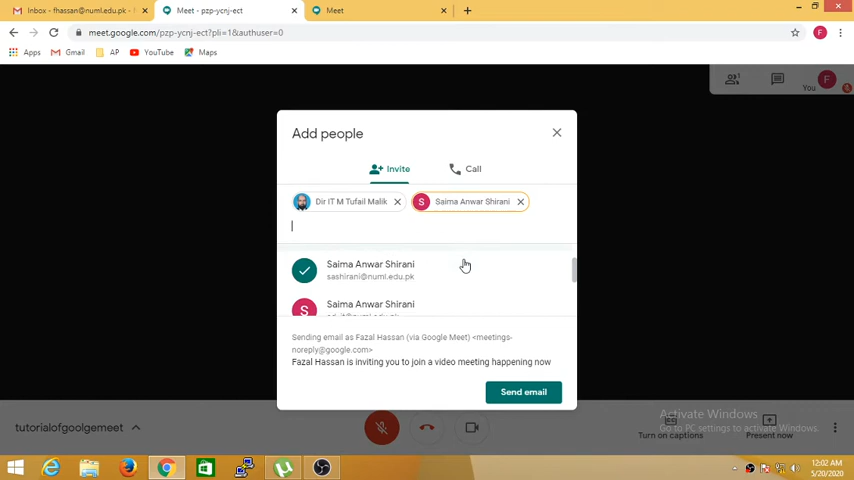 Inbox - fhassan@numl.edu.pk -
Meet - pzp-ycnj-ect
Meet
meet.google.com/pzp-ycnj-ect?pli=1&authuser=0
F
Apps
Gmail
AP
YouTube
Maps
You
F
Add people
Invite
Call
Dir IT M Tufail Malik
S
Saima Anwar Shirani
Saima Anwar Shirani
sashirani@numl.edu.pk
S
Saima Anwar Shirani
Sending email as Fazal Hassan (via Google Meet) <meetings-
noreply@google.com>
Fazal Hassan is inviting you to join a video meeting happening now
Send email
tutorialofgoolgemeet
Turn on captions
Present now
Activate Windows
Go to PC settings to activate Windows.
12:02 AM
5/20/2020